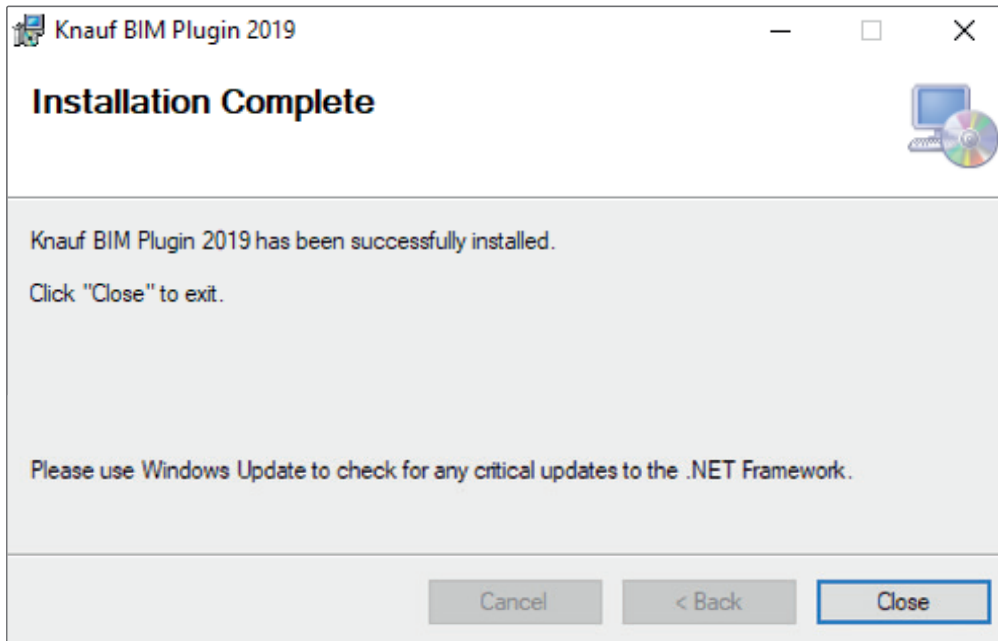 Knauf BIM Plugin 2019
Installation Complete
Knauf BIM Plugin 2019 has been successfully installed.
Click "Close" to exit.
Please use Windows Update to check for any critical updates to the .NET Framework.
Cancel
< Back
Close